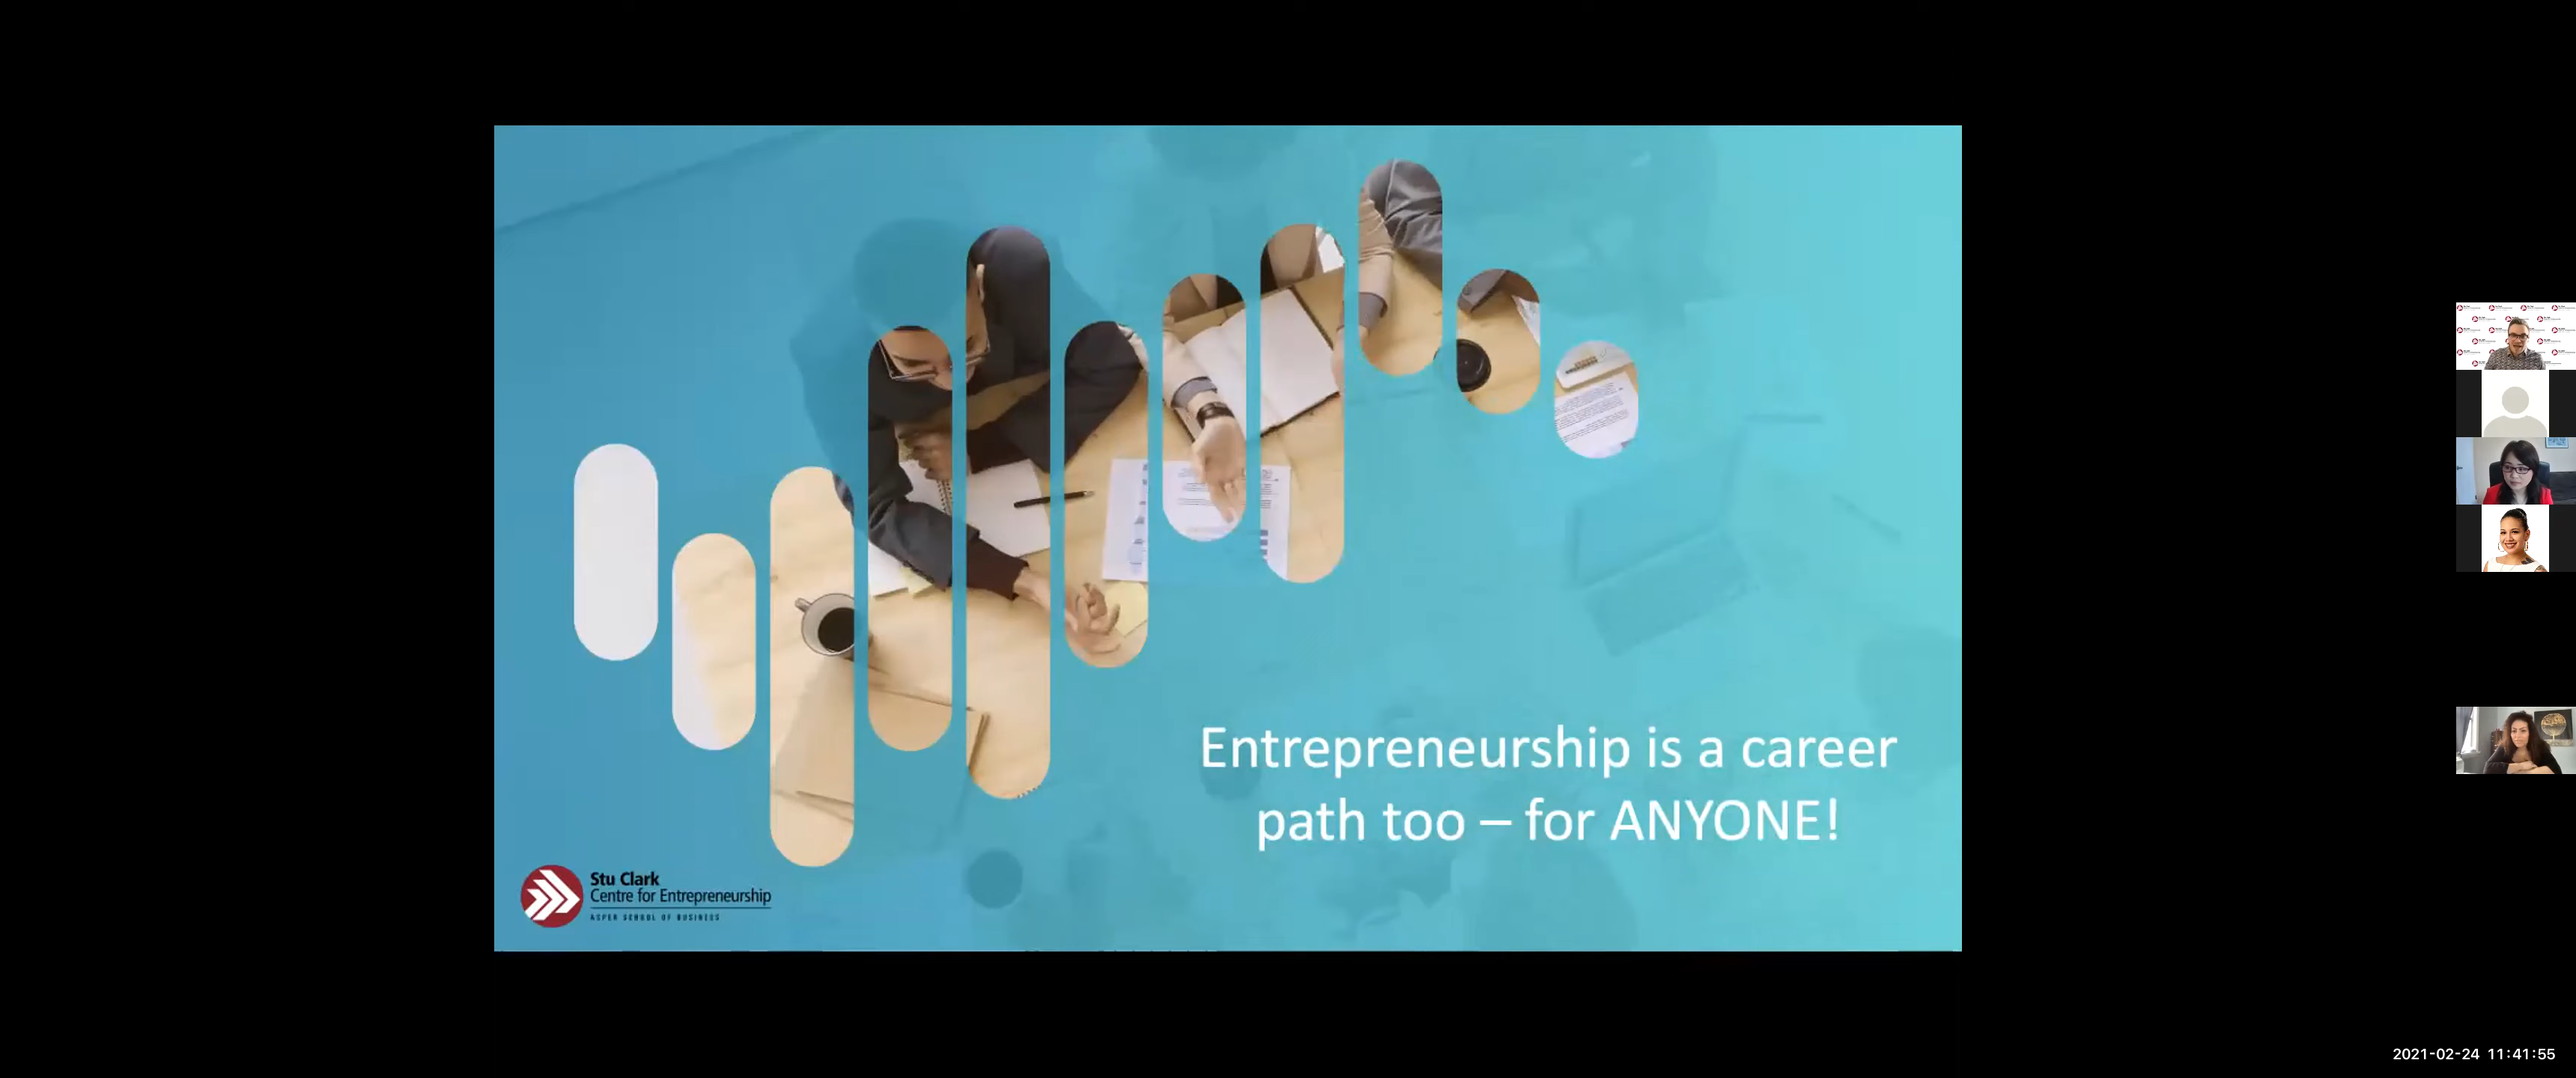 Entrepreneurship is a career
path too – for ANYONE!
Stu Clark
Centre for Entrepreneurship
ASPER SCHOOL OF BUSINESS
2021-02-24 11:41:55